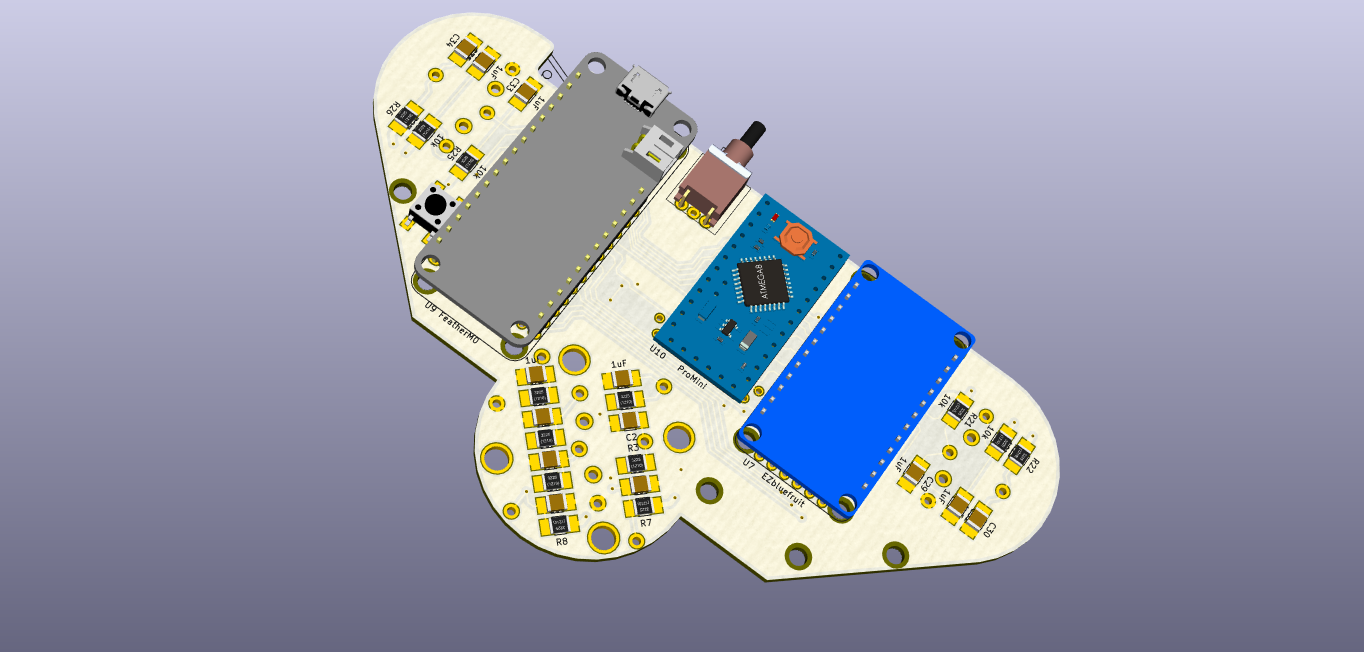 C34
1uF
C33
1uF
R26
10k
R25
10k
U9 FeatherM0
ATMEGA8
U10 ProMini
1u
1uF
C2
R3
R7
R8
U7 EZbluefruit
10k
R21
10k
R22
1uF
C29
1uF
C30